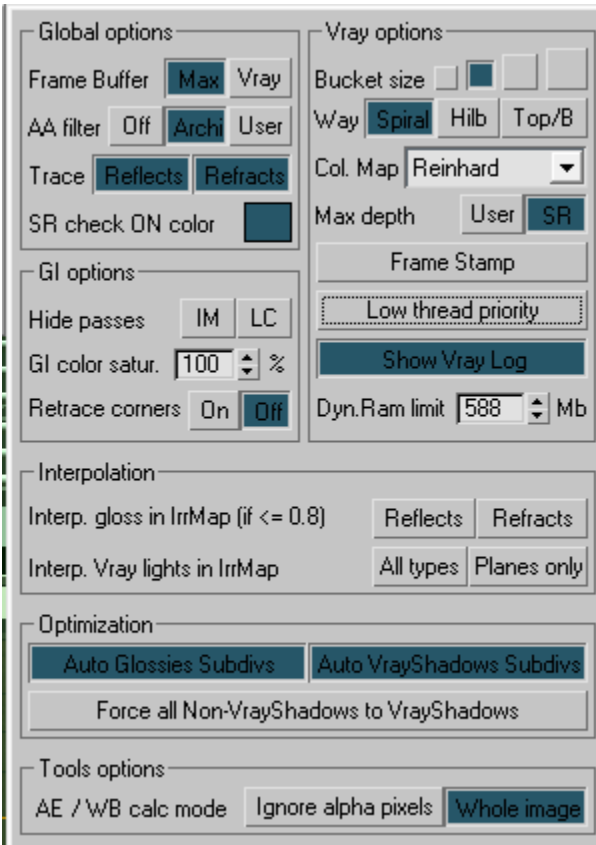 Global options
Frame Buffer Max Vray
AA filter Off Archi User
Trace Reflects Refracts
SR check ON color
GI options
Hide passes IM LC
GI color satur. 100 %
Retrace corners On Off
Vray options
Bucket size
Way Spiral Hilb Top/B
Col. Map Reinhard
Max depth User SR
Frame Stamp
Low thread priority
Show Vray Log
Dyn.Ram limit 588 Mb
Interpolation
Interp. gloss in IrrMap (if <= 0.8) Reflects Refracts
Interp. Vray lights in IrrMap All types Planes only
Optimization
Auto Glossies Subdivs Auto VrayShadows Subdivs
Force all Non-VrayShadows to VrayShadows
Tools options
AE / WB calc mode Ignore alpha pixels Whole image